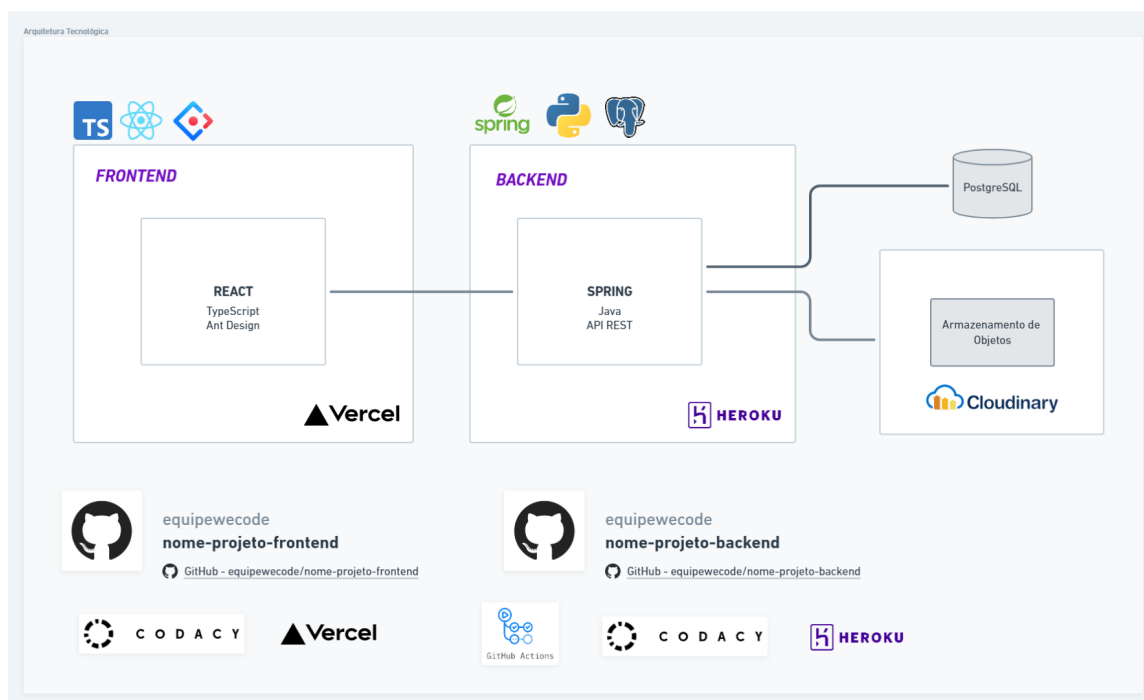 Arquitetura Tecnológica
TS
spring
FRONTEND
REACT
TypeScript
Ant Design
Vercel
BACKEND
SPRING
Java
API REST
HEROKU
PostgreSQL
Armazenamento de
Objetos
Cloudinary
equipewecode
nome-projeto-frontend
GitHub - equipewecode/nome-projeto-frontend
CODACY
Vercel
equipewecode
nome-projeto-backend
GitHub - equipewecode/nome-projeto-backend
GitHub Actions
CODACY
HEROKU